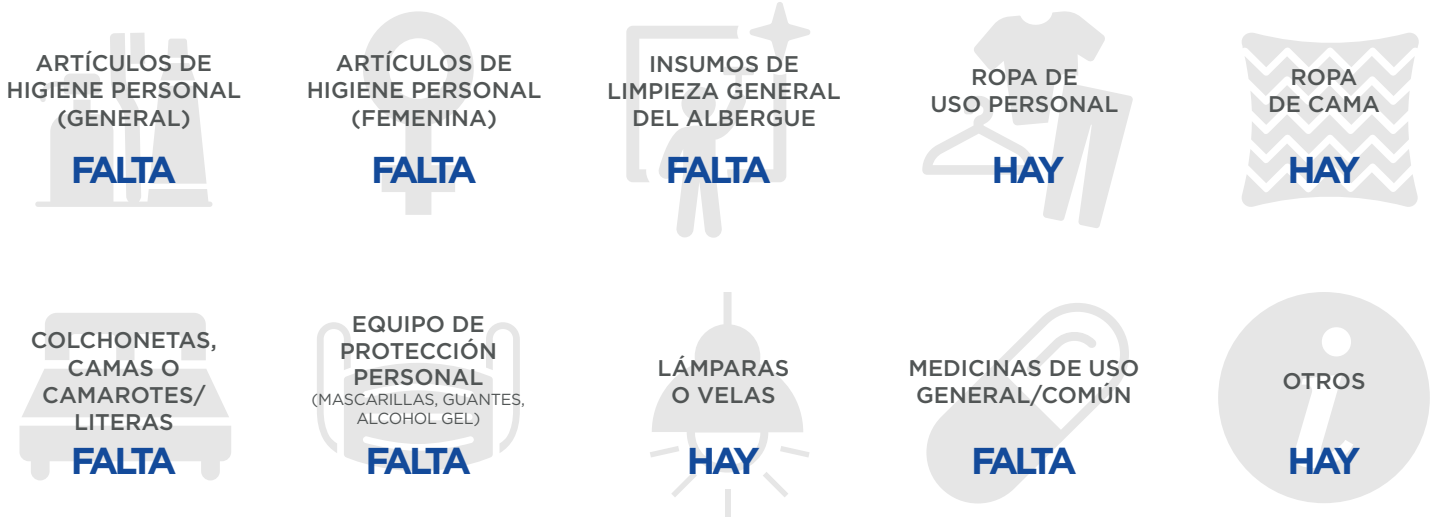 ARTÍCULOS DE
HIGIENE PERSONAL
(GENERAL)
FALTA
ARTÍCULOS DE
HIGIENE PERSONAL
(FEMENINA)
FALTA
INSUMOS DE
LIMPIEZA GENERAL
DEL ALBERGUE
FALTA
ROPA DE
USO PERSONAL
HAY
ROPA
DE CAMA
HAY
COLCHONETAS,
CAMAS O
CAMAROTES/
LITERAS
FALTA
EQUIPO DE
PROTECCIÓN
PERSONAL
(MASCARILLAS, GUANTES,
ALCOHOL GEL)
FALTA
LÁMPARAS
O VELAS
HAY
MEDICINAS DE USO
GENERAL/COMÚN
FALTA
OTROS
HAY